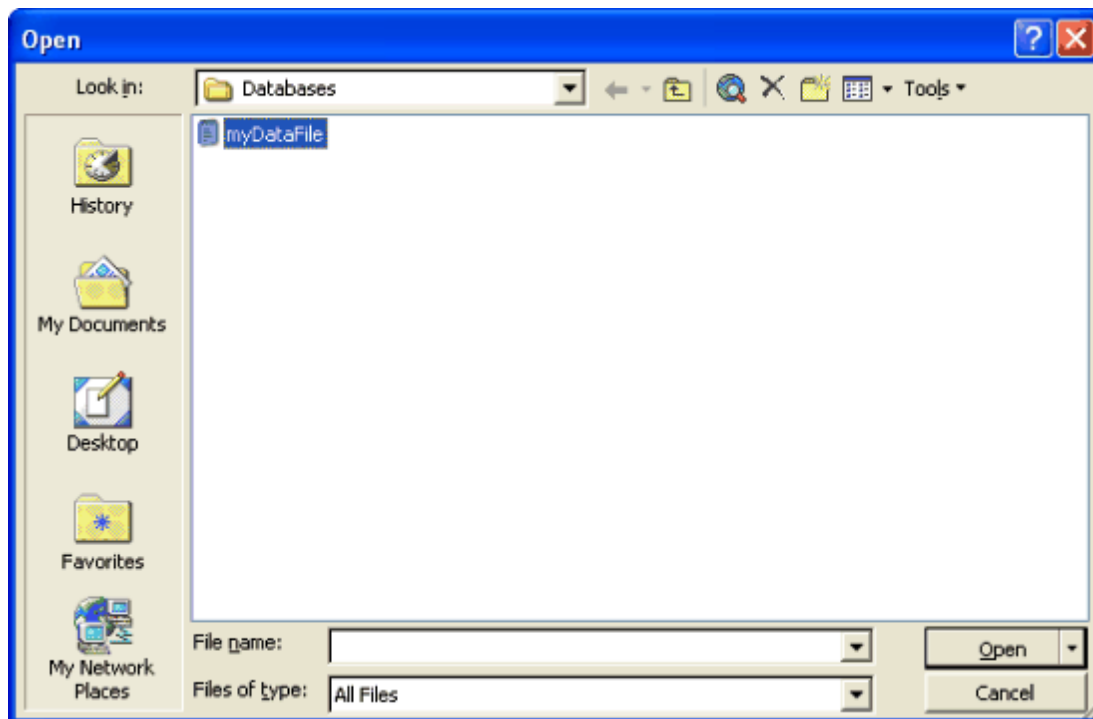 Open
Look in:
Databases
Tools
myDataFile
History
My Documents
Desktop
Favorites
My Network
Places
File name:
Open
Files of type:
All Files
Cancel